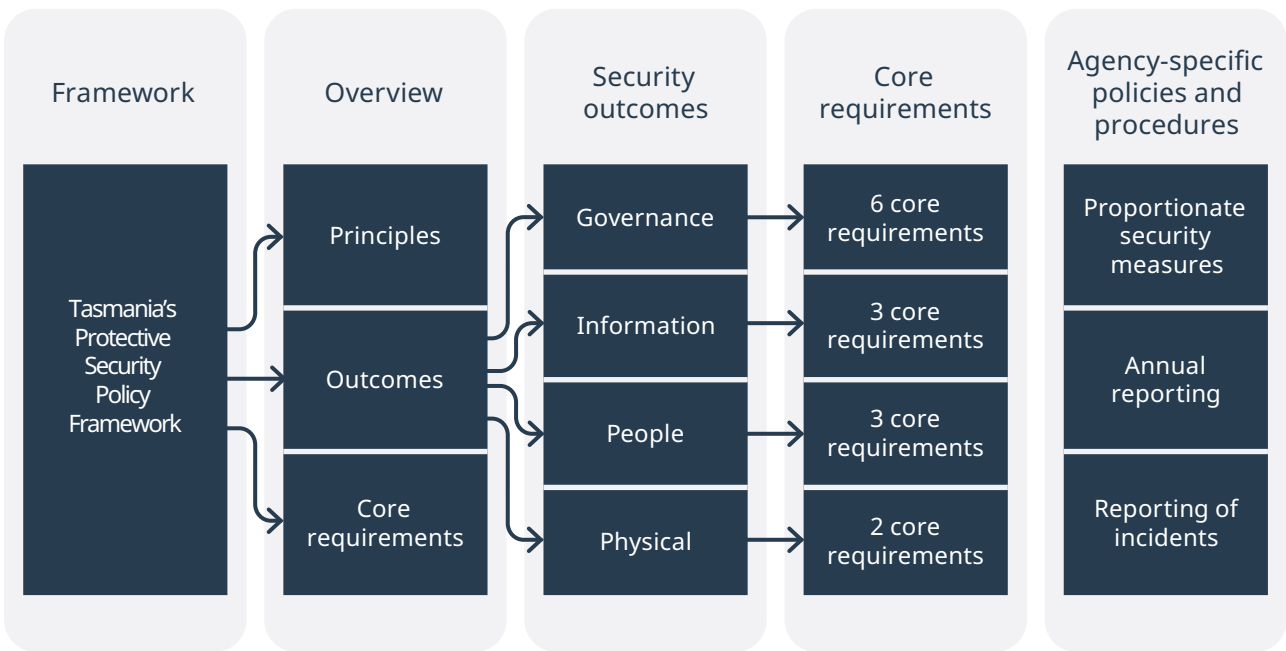 Framework
Tasmania's
Protective
Security
Policy
Framework
Overview
Principles
Outcomes
Core
requirements
Security
outcomes
Governance
Information
People
Physical
Core
requirements
6 core
requirements
3 core
requirements
3 core
requirements
2 core
requirements
Agency-specific
policies and
procedures
Proportionate
security
measures
Annual
reporting
Reporting of
incidents